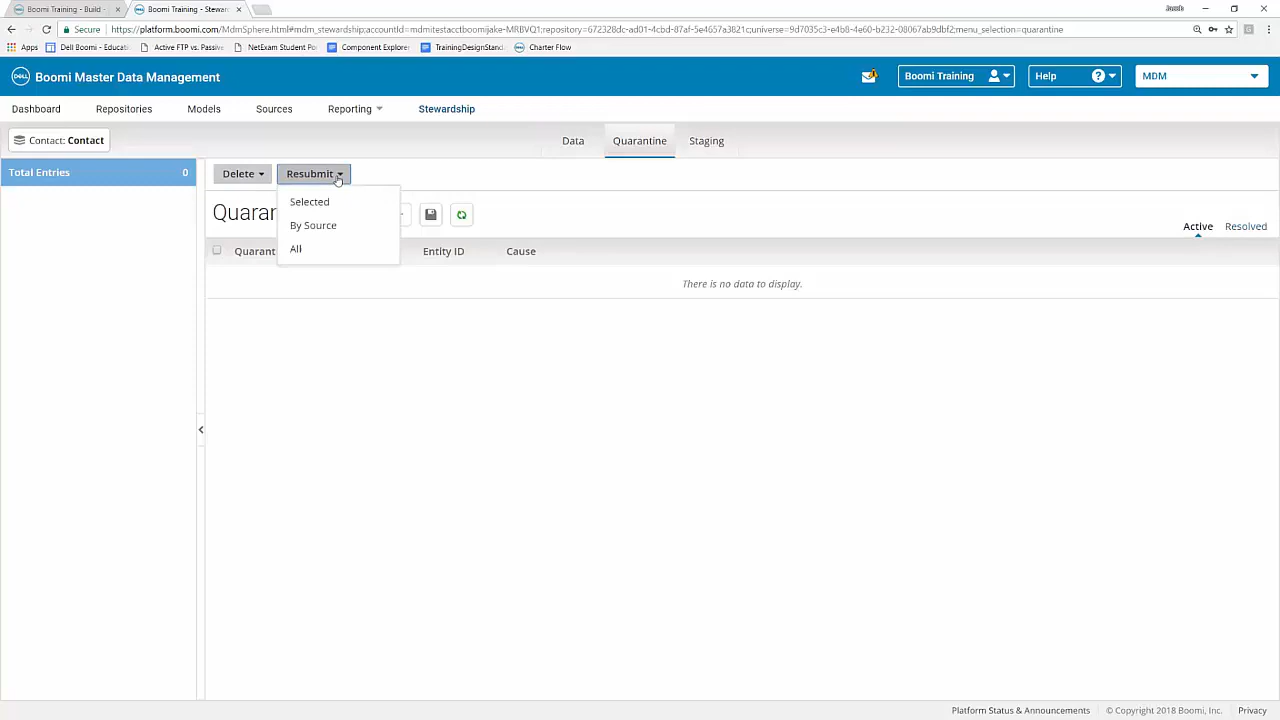 Boomi Training - Build -
Boomi Training - Stewar
Secure
https://platform.boomi.com/MdmSphere.html#mdm_stewardship;accountId=mdmitestacctboomijake-MRBVQ1;repository=672328dc-ad01-4cbd-87af-5e4657a3821;universe=9d7035c3-e4b8-4e60-b232-08067ab9dbf2;menu_selection=quarantine
Apps
Dell Boomi - Educati
Active FTP vs. Passiv
NetExam Student Po
Component Explorer
TrainingDesignStand
Charter Flow
DELL
Boomi Master Data Management
Boomi Training
Help
MDM
Dashboard
Repositories
Models
Sources
Reporting
Stewardship
Contact: Contact
Data
Quarantine
Staging
Total Entries
0
Delete
Resubmit
Selected
By Source
All
Quaran
Active
Resolved
Quarant
Entity ID
Cause
There is no data to display.
Platform Status & Announcements
© Copyright 2018 Boomi, Inc.
Privacy